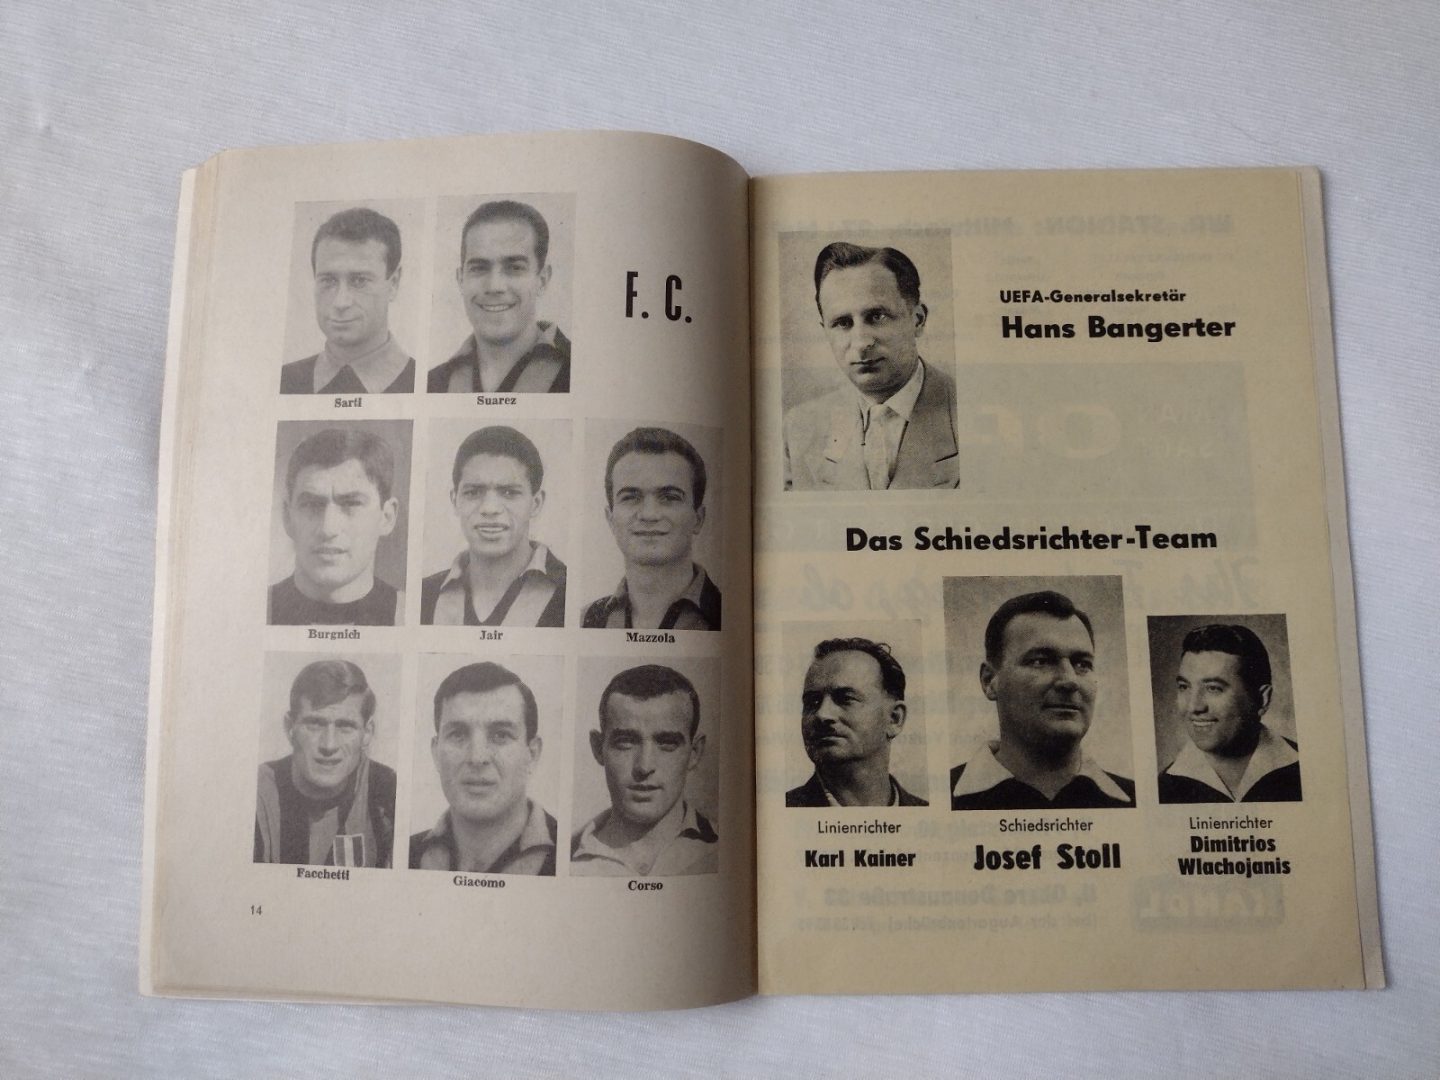 F. C.
Sarti
Suarez
Burgnich
Jair
Mazzola
Facchetti
Giacomo
Corso
14
UEFA-Generalsekretär
Hans Bangerter
Das Schiedsrichter-Team
Linienrichter
Karl Kainer
Schiedsrichter
Josef Stoll
Linienrichter
Dimitrios
Wlachojanis